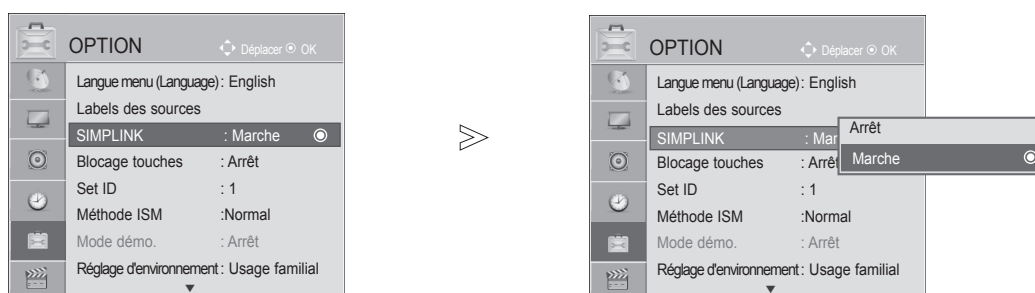 OPTION
Déplacer OK
Langue menu (Language) : English
Labels des sources
SIMPLINK : Marche
Blocage touches : Arrêt
Set ID : 1
Méthode ISM :Normal
Mode démo. : Arrêt
Réglage d'environnement : Usage familial
OPTION
Déplacer OK
Langue menu (Language) : English
Labels des sources
SIMPLINK : Mar
Blocage touches : Arrêt
Set ID : 1
Méthode ISM :Normal
Mode démo. : Arrêt
Réglage d'environnement : Usage familial
Arrêt
Marche